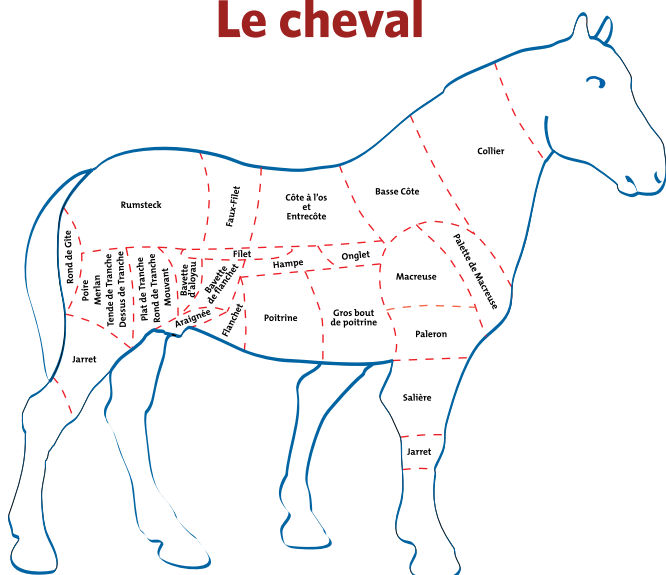 Le cheval
Collier
Basse Côte
Côte à l'os
et
Entrecôte
Faux-Filet
Rumsteck
Rond de Gîte
Poire
Merlan
Tende de Tranche
Dessus de Tranche
Plat de Tranche
Rond de Tranche
Mouvant
Bavette
d'aloyau
Bavette
de flanchet
Filet
Hampe
Onglet
Palette de Macreuse
Macreuse
Araignée
Flanchet
Poitrine
Gros bout
de poitrine
Paleron
Jarret
Salière
Jarret